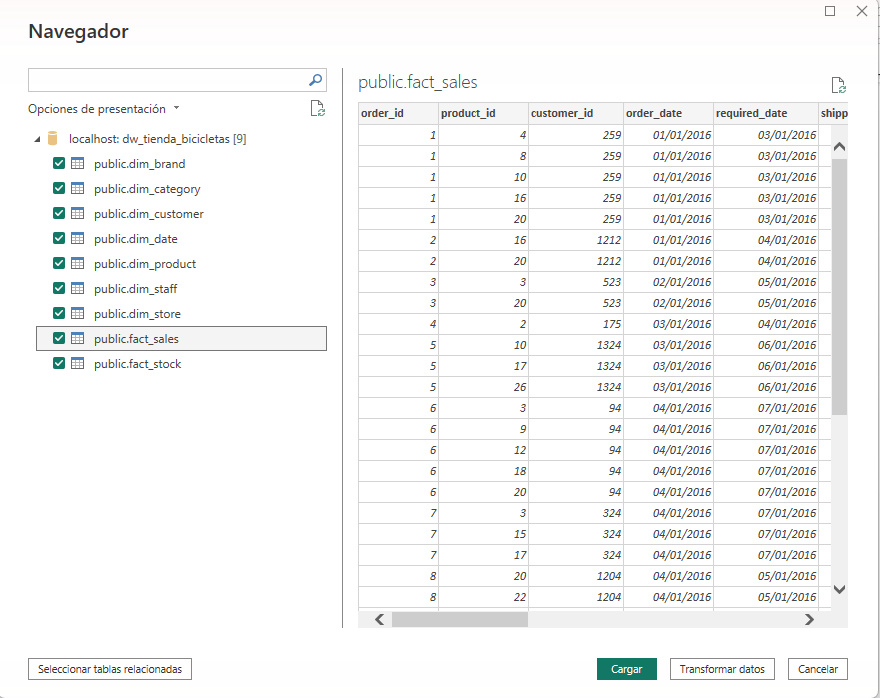 Navegador
Opciones de presentación
localhost: dw_tienda_bicicletas [9]
public.dim_brand
public.dim_category
public.dim_customer
public.dim_date
public.dim_product
public.dim_staff
public.dim_store
public.fact_sales
public.fact_stock
public.fact_sales
order_id product_id customer_id order_date required_date shipp
1 4 259 01/01/2016 03/01/2016
1 8 259 01/01/2016 03/01/2016
1 10 259 01/01/2016 03/01/2016
1 16 259 01/01/2016 03/01/2016
1 20 259 01/01/2016 03/01/2016
2 16 1212 01/01/2016 04/01/2016
2 20 1212 01/01/2016 04/01/2016
3 3 523 02/01/2016 05/01/2016
3 20 523 02/01/2016 05/01/2016
4 2 175 03/01/2016 04/01/2016
5 10 1324 03/01/2016 06/01/2016
5 17 1324 03/01/2016 06/01/2016
5 26 1324 03/01/2016 06/01/2016
6 3 94 04/01/2016 07/01/2016
6 9 94 04/01/2016 07/01/2016
6 12 94 04/01/2016 07/01/2016
6 18 94 04/01/2016 07/01/2016
6 20 94 04/01/2016 07/01/2016
7 3 324 04/01/2016 07/01/2016
7 15 324 04/01/2016 07/01/2016
7 17 324 04/01/2016 07/01/2016
8 20 1204 04/01/2016 05/01/2016
8 22 1204 04/01/2016 05/01/2016
Seleccionar tablas relacionadas
Cargar
Transformar datos
Cancelar